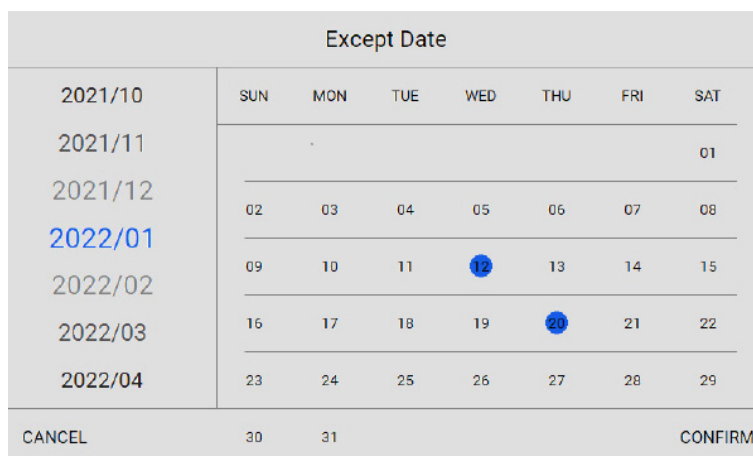 Except Date
2021/10
2021/11
2021/12
2022/01
2022/02
2022/03
2022/04
SUN MON TUE WED THU FRI SAT
01
02 03 04 05 06 07 08
09 10 11 12 13 14 15
16 17 18 19 20 21 22
23 24 25 26 27 28 29
30 31
CANCEL
CONFIRM